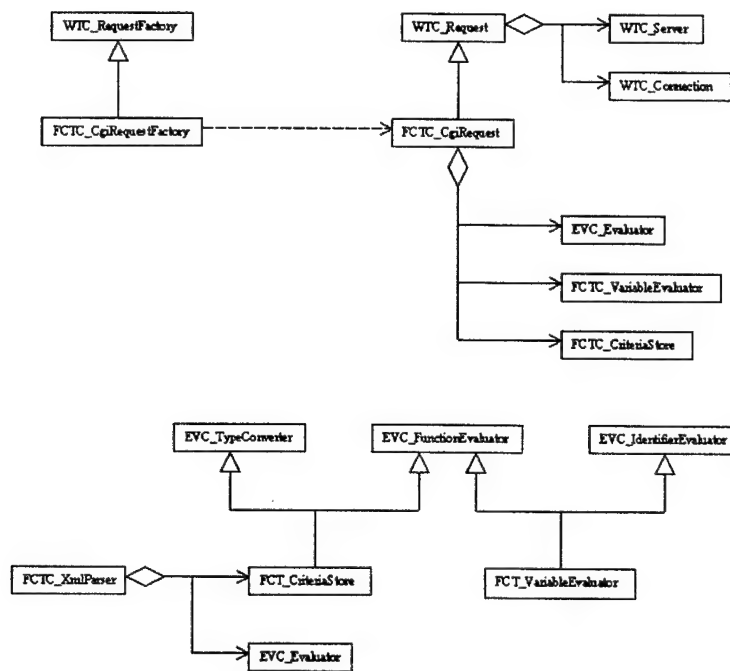 WTC_RequestFactory
WTC_Request
WTC_Server
WTC_Connection
FCTC_CgiRequestFactory
FCTC_CgiRequest
EVC_Evaluator
FCTC_VariableEvaluator
FCTC_CriteriaStore
EVC_TypeConverter
EVC_FunctionEvaluator
EVC_IdentifierEvaluator
FCTC_XmlParser
FCT_CriteriaStore
FCT_VariableEvaluator
EVC_Evaluator